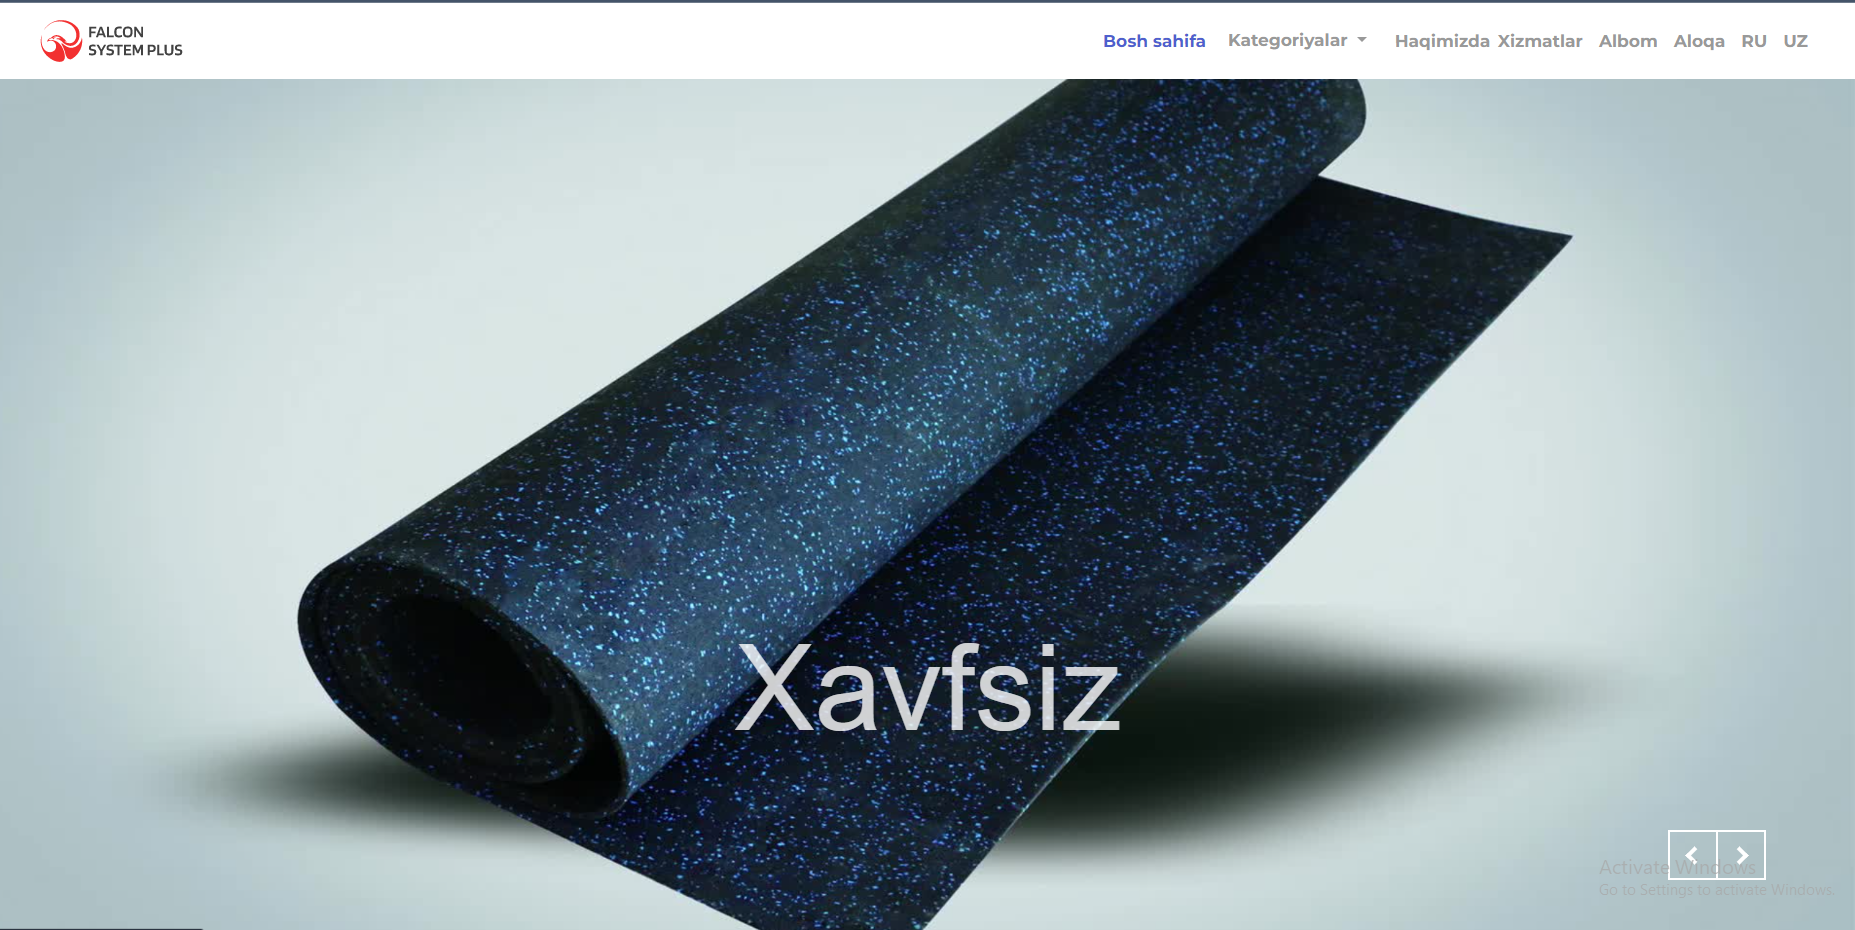 FALCON
SYSTEM PLUS
Bosh sahifa Kategoriyalar Haqimizda Xizmatlar Albom Aloqa RU UZ
Xavfsiz
Activate Windows
Go to Settings to activate Windows.